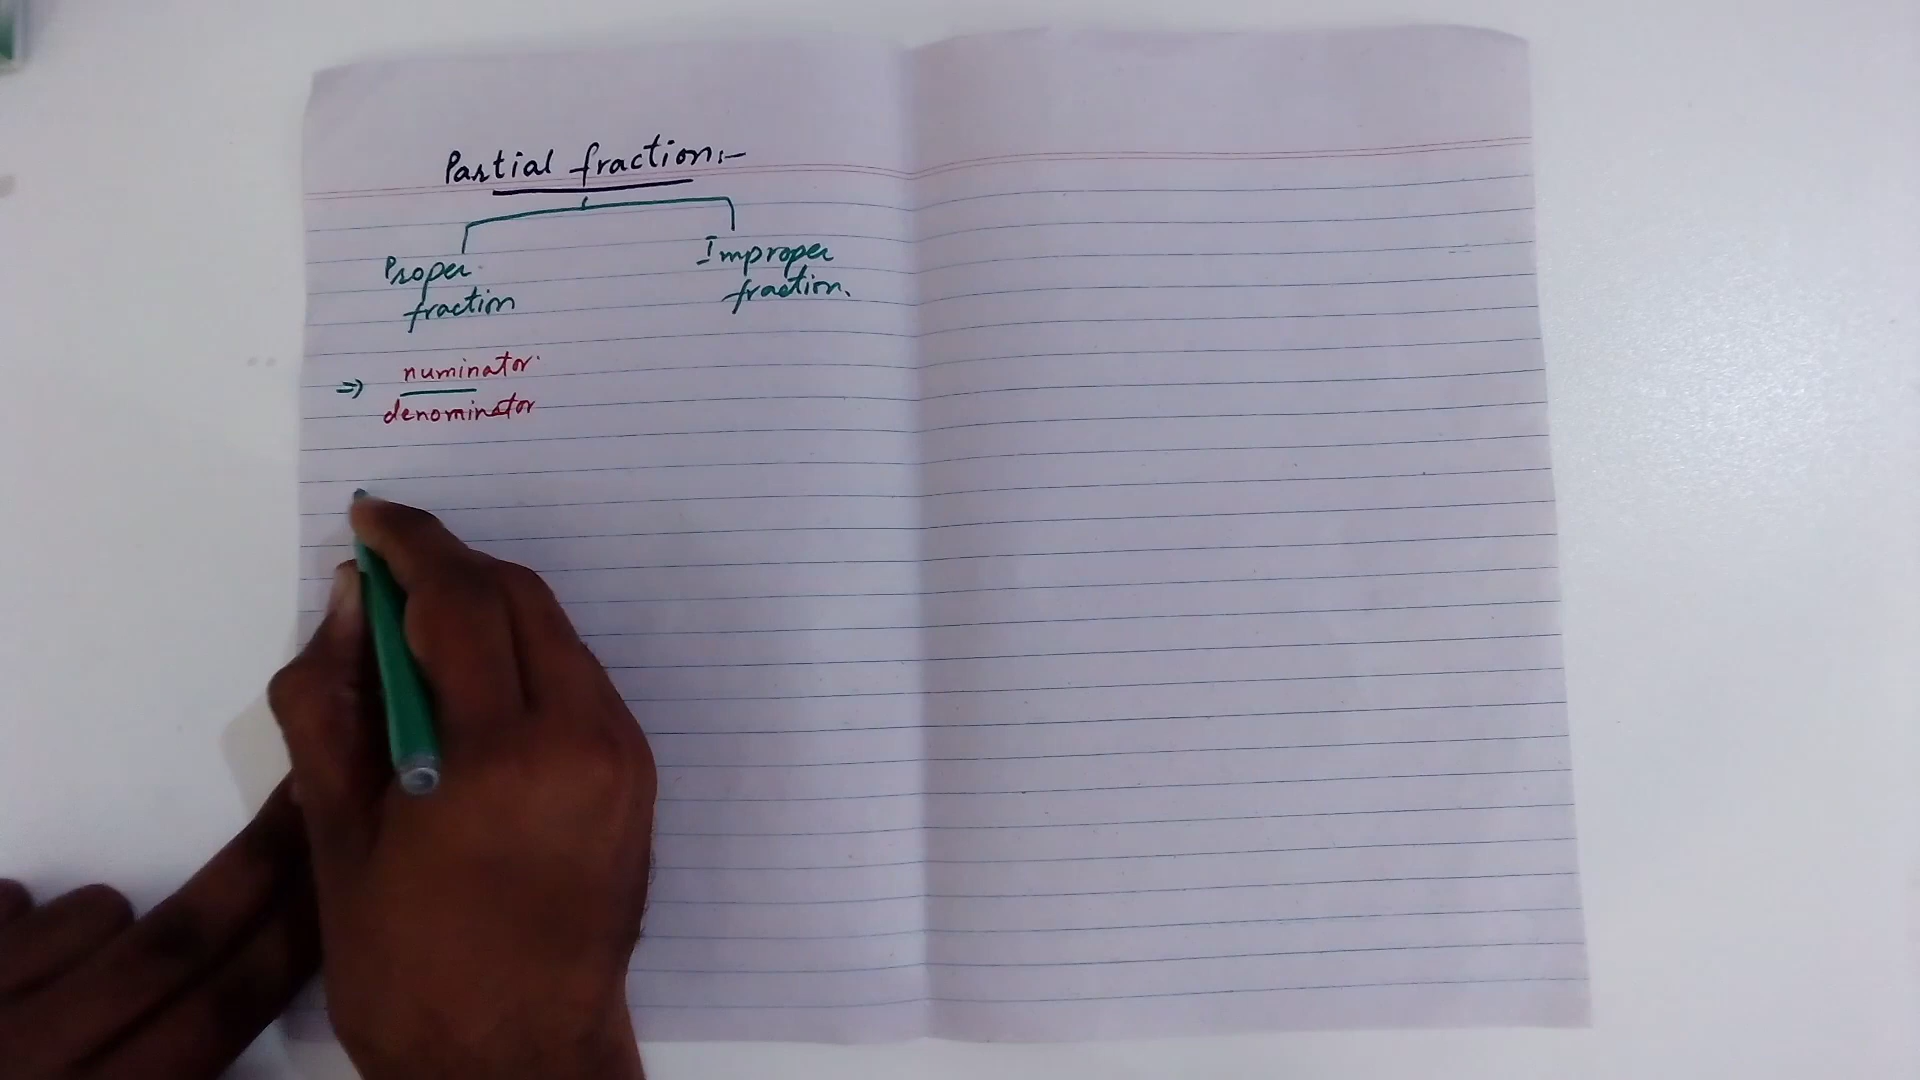 Partial fraction:-
Proper
fraction
Improper
fraction.
=> numinator
denominator